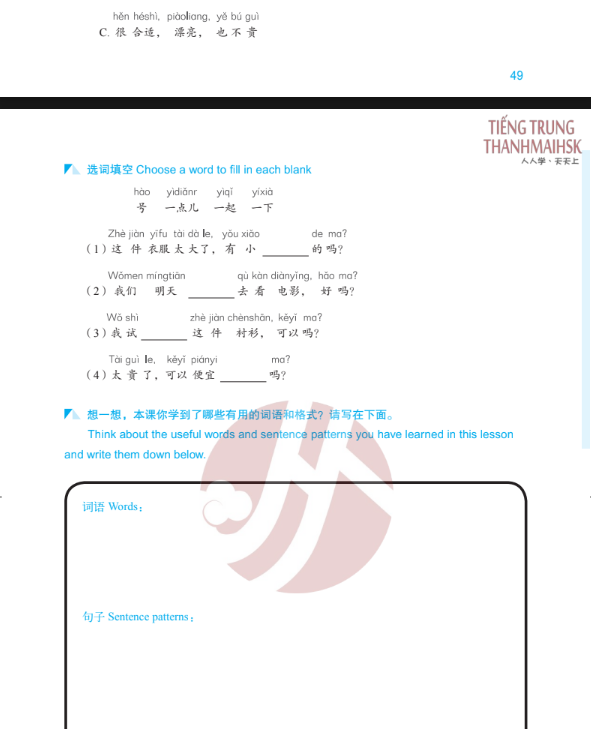 hěn héshì, piàoliang, yě bú guì
C. 很 合适， 漂亮， 也 不 贵
49
TIẾNG TRUNG
THANHMAIHSK
人人学 · 天天上
选词填空 Choose a word to fill in each blank
hào yìdiǎnr yìqǐ yíxià
号 一点儿 一起 一下
Zhè jiàn yīfu tài dà le, yǒu xiǎo de ma?
（1）这 件 衣服 太 大 了， 有 小 ______ 的 吗?
Wǒmen míngtiān qù kàn diànyǐng, hǎo ma?
（2）我们 明天 ______ 去 看 电影， 好 吗?
Wǒ shì zhè jiàn chènshān, kěyǐ ma?
（3）我 试 ______ 这 件 衬衫， 可以 吗?
Tài guì le, kěyǐ piányi ma?
（4）太 贵 了，可以 便宜 ______ 吗?
想一想，本课你学到了哪些有用的词语和格式？请写在下面。
Think about the useful words and sentence patterns you have learned in this lesson
and write them down below.
词语 Words：
句子 Sentence patterns：